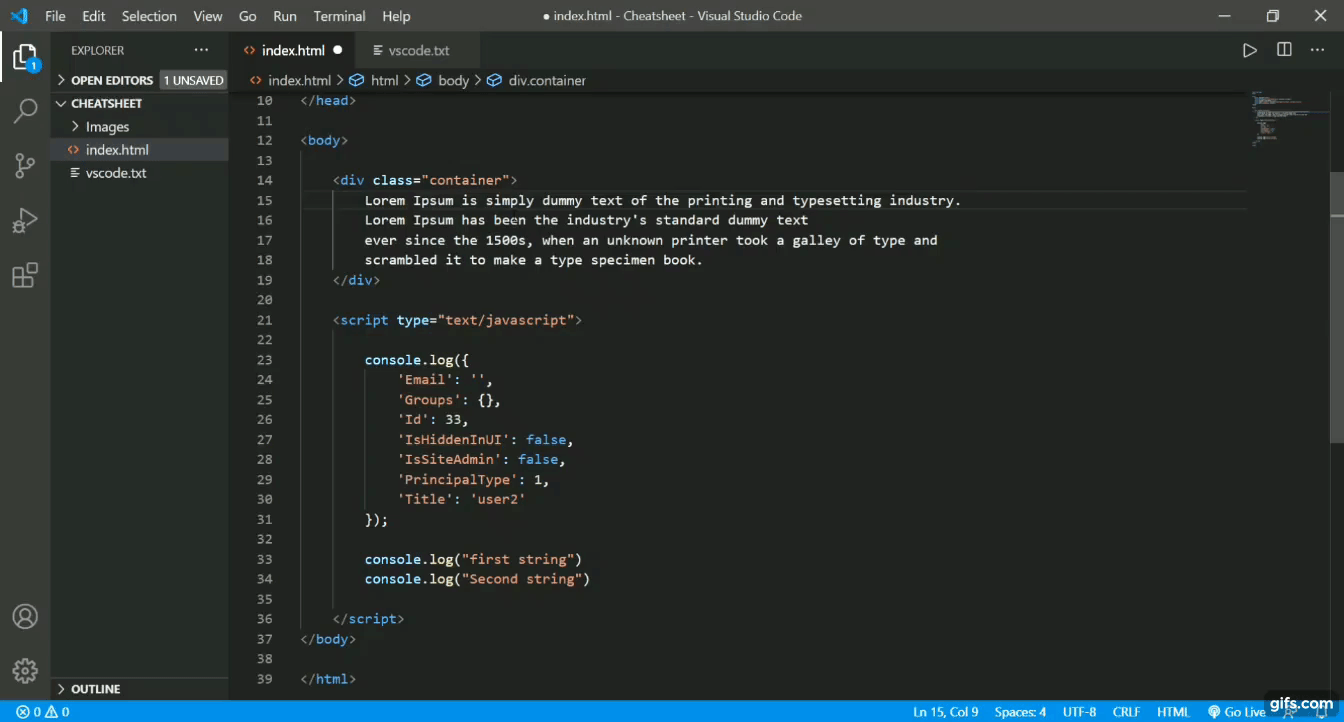 File Edit Selection View Go Run Terminal Help ● index.html - Cheatsheet - Visual Studio Code
EXPLORER ···
1
OPEN EDITORS 1 UNSAVED
CHEATSHEET
Images
index.html
vscode.txt
OUTLINE
index.html ● vscode.txt
index.html > html > body > div.container
10 </head>
11
12 <body>
13
14 <div class="container">
15 Lorem Ipsum is simply dummy text of the printing and typesetting industry.
16 Lorem Ipsum has been the industry's standard dummy text
17 ever since the 1500s, when an unknown printer took a galley of type and
18 scrambled it to make a type specimen book.
19 </div>
20
21 <script type="text/javascript">
22
23 console.log({
24 'Email': '',
25 'Groups': {},
26 'Id': 33,
27 'IsHiddenInUI': false,
28 'IsSiteAdmin': false,
29 'PrincipalType': 1,
30 'Title': 'user2'
31 });
32
33 console.log("first string")
34 console.log("Second string")
35
36 </script>
37 </body>
38
39 </html>
0 0 Ln 15, Col 9 Spaces: 4 UTF-8 CRLF HTML Go Live
gifs.com